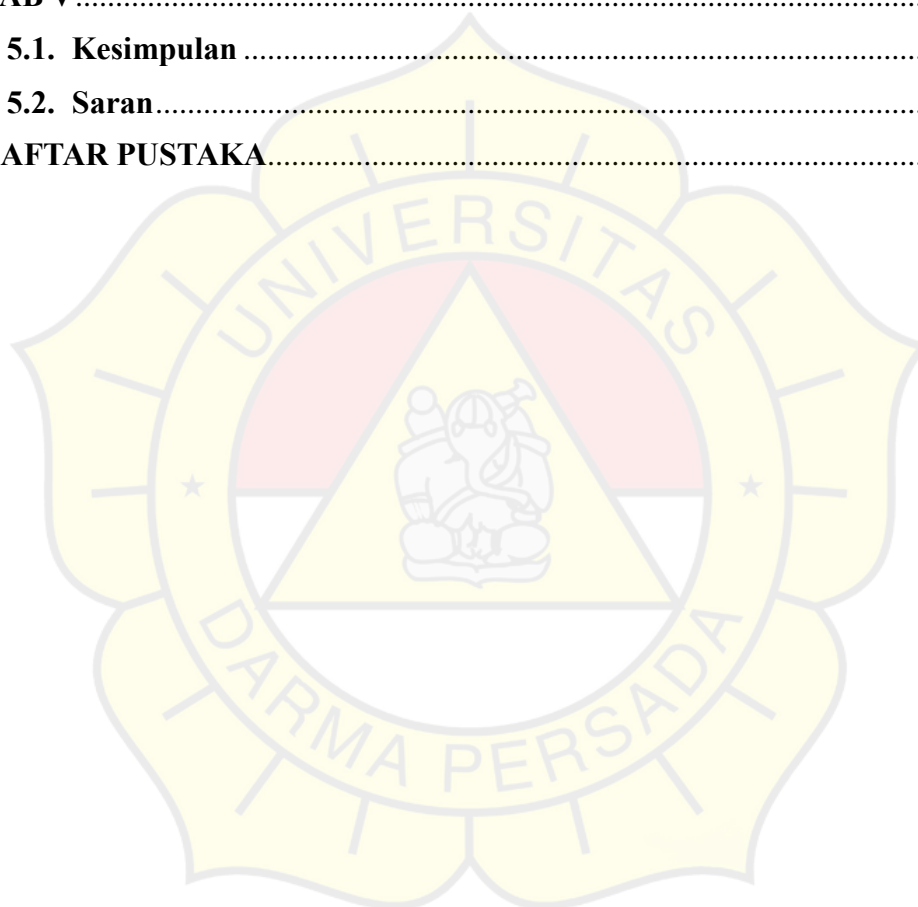 AB V
5.1. Kesimpulan
5.2. Saran
AFTAR PUSTAKA
UNIVERSITAS
DARMA PERSADA